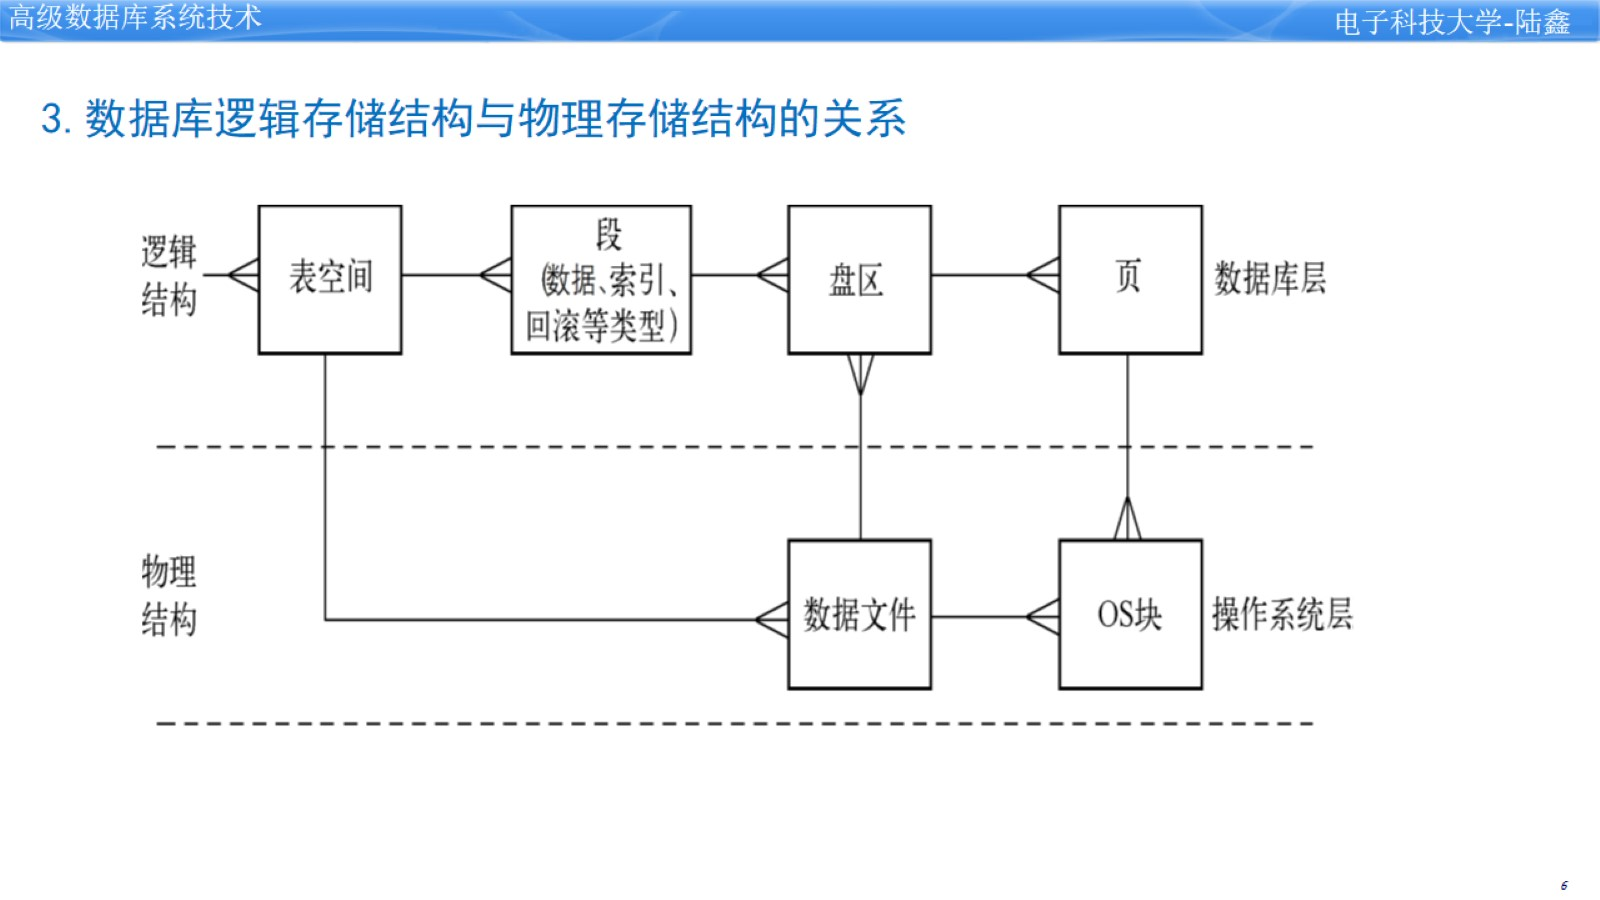 高级数据库系统技术
电子科技大学-陆鑫
3. 数据库逻辑存储结构与物理存储结构的关系
逻辑
结构
表空间
段
(数据、索引、
回滚等类型)
盘区
页
数据库层
物理
结构
数据文件
OS块
操作系统层
6